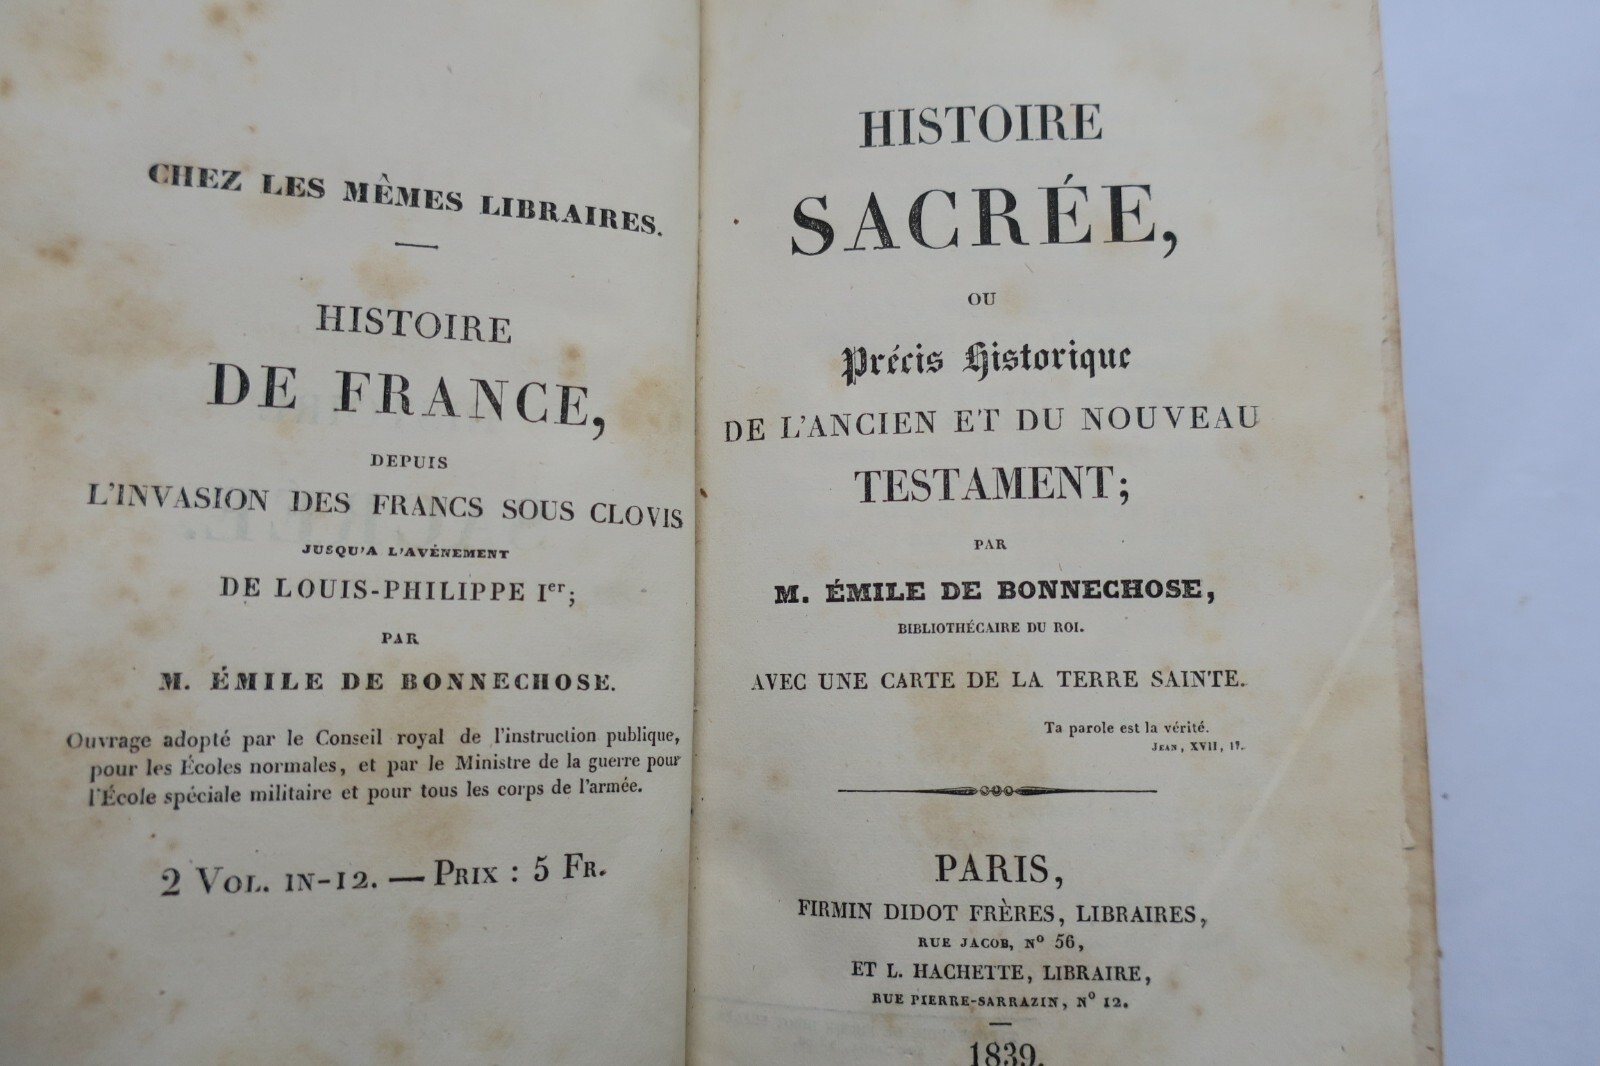 CHEZ LES MÊMES LIBRAIRES.
HISTOIRE
DE FRANCE,
DEPUIS
L'INVASION DES FRANCS SOUS CLOVIS
JUSQU'A L'AVÉNEMENT
DE LOUIS-PHILIPPE Ier;
PAR
M. ÉMILE DE BONNECHOSE.
Ouvrage adopté par le Conseil royal de l'instruction publique,
pour les Écoles normales, et par le Ministre de la guerre pour
l'École spéciale militaire et pour tous les corps de l'armée.
2 VOL. IN-12. — PRIX : 5 FR.
HISTOIRE
SACRÉE,
OU
Précis Historique
DE L'ANCIEN ET DU NOUVEAU
TESTAMENT;
PAR
M. ÉMILE DE BONNECHOSE,
BIBLIOTHÉCAIRE DU ROI.
AVEC UNE CARTE DE LA TERRE SAINTE.
Ta parole est la vérité.
JEAN, XVII, 17.
PARIS,
FIRMIN DIDOT FRÈRES, LIBRAIRES,
RUE JACOB, Nº 56,
ET L. HACHETTE, LIBRAIRE,
RUE PIERRE-SARRAZIN, Nº 12.
1839.